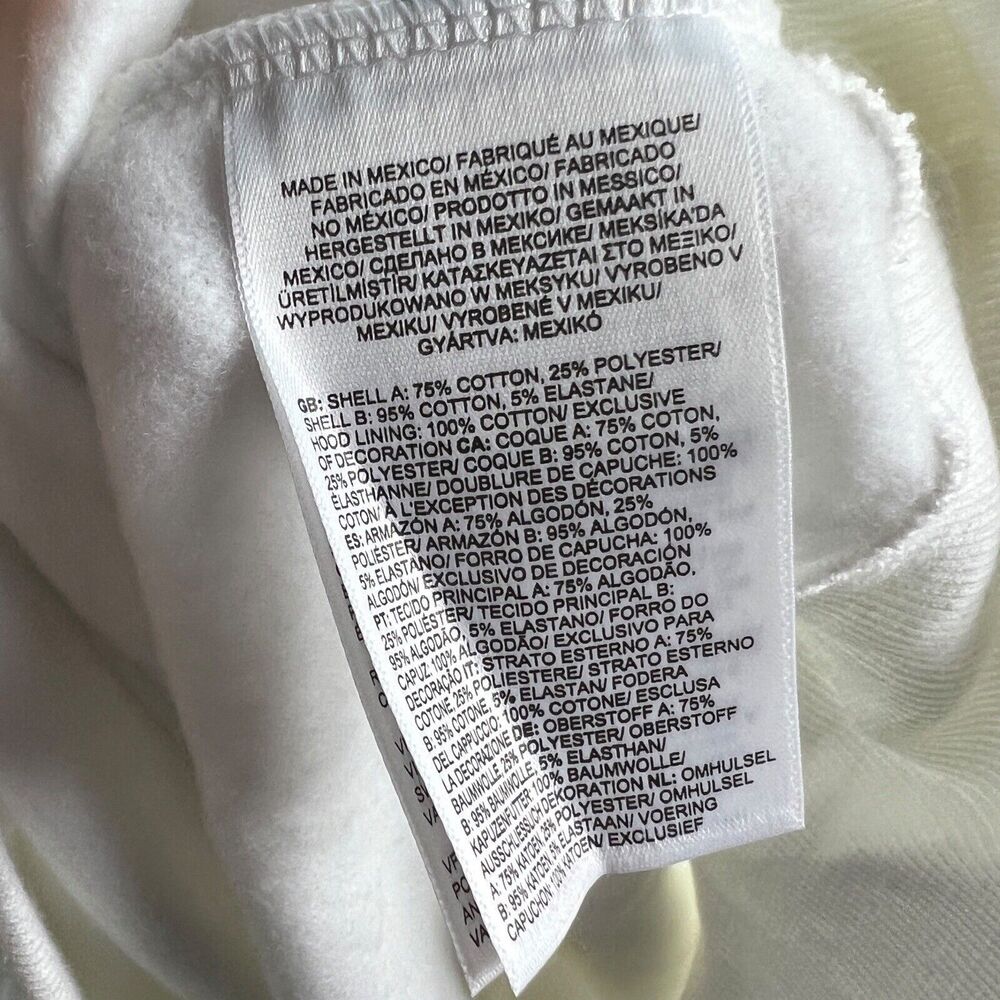 MADE IN MEXICO/ FABRIQUÉ AU MEXIQUE/
FABRICADO EN MÉXICO/ FABRICADO
NO MÉXICO/ PRODOTTO IN MESSICO/
HERGESTELLT IN MEXIKO/ GEMAAKT IN
MEXICO/ СДЕЛАНО В МЕКСИКЕ/ MEKSİKA'DA
ÜRETILMIŞTIR/ ΚΑΤΑΣΚΕΥΑΖΕΤΑΙ ΣΤΟ ΜΕΞΙΚΟ/
WYPRODUKOWANO W MEKSYKU/ VYROBENO V
MEXIKU/ VYROBENÉ V MEXIKU/
GYÁRTVA: MEXIKÓ
GB: SHELL A: 75% COTTON, 25% POLYESTER/
SHELL B: 95% COTTON, 5% ELASTANE/
HOOD LINING: 100% COTTON/ EXCLUSIVE
OF DECORATION CA: COQUE A: 75% COTON,
25% POLYESTER/ COQUE B: 95% COTON, 5%
ÉLASTHANNE/ DOUBLURE DE CAPUCHE: 100%
COTON/ À L'EXCEPTION DES DÉCORATIONS
ES: ARMAZÓN A: 75% ALGODÓN, 25%
POLIÉSTER/ ARMAZÓN B: 95% ALGODÓN,
5% ELASTANO/ FORRO DE CAPUCHA: 100%
ALGODÓN/ EXCLUSIVO DE DECORACIÓN
PT: TECIDO PRINCIPAL A: 75% ALGODÃO,
25% POLIÉSTER/ TECIDO PRINCIPAL B:
95% ALGODÃO, 5% ELASTANO/ FORRO DO
CAPUZ: 100% ALGODÃO/ EXCLUSIVO PARA
DECORAÇÃO IT: STRATO ESTERNO A: 75%
COTONE, 25% POLIESTERE/ STRATO ESTERNO
B: 95% COTONE, 5% ELASTAN/ FODERA
DEL CAPPUCCIO: 100% COTONE/ ESCLUSA
LA DECORAZIONE DE: OBERSTOFF A: 75%
BAUMWOLLE, 25% POLYESTER/ OBERSTOFF
B: 95% BAUMWOLLE, 5% ELASTHAN/
KAPUZENFUTTER: 100% BAUMWOLLE/
AUSSCHLIESSLICH DEKORATION NL: OMHULSEL
A: 75% KATOEN, 25% POLYESTER/ OMHULSEL
B: 95% KATOEN, 5% ELASTAAN/ VOERING
CAPUCHON: 100% KATOEN/ EXCLUSIEF